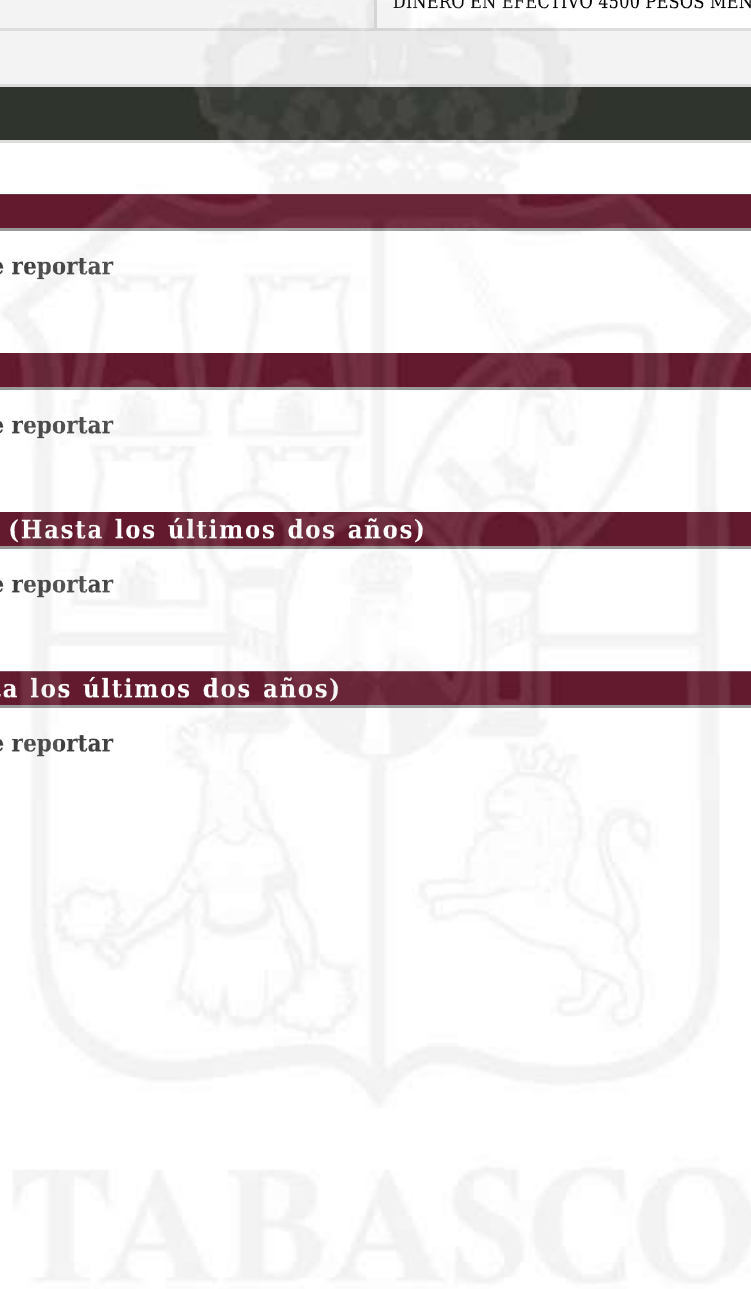 DINERO EN EFECTIVO 4500 PESOS MEN
e reportar
e reportar
(Hasta los últimos dos años)
e reportar
a los últimos dos años)
e reportar
TABASCO